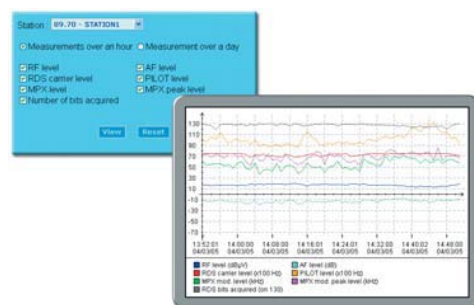 Station : 89.70 - STATION1
Measurements over an hour Measurement over a day
RF level AF level
RDS carrier level PILOT level
MPX level MPX peak level
Number of bits acquired
View Reset
130
110
90
70
50
30
10
-10
-30
-50
-70
13:52:01 14:00:00 14:08:00 14:16:01 14:24:01 14:32:00 14:40:02 14:48:00
04/03/05 04/03/05 04/03/05 04/03/05 04/03/05 04/03/05 04/03/05 04/03/05
RF level (dBµV) AF level (dB)
RDS carrier level (x100 Hz) PILOT level (x100 Hz)
MPX mod. level (kHz) MPX mod. peak level (kHz)
RDS bits acquired (on 130)